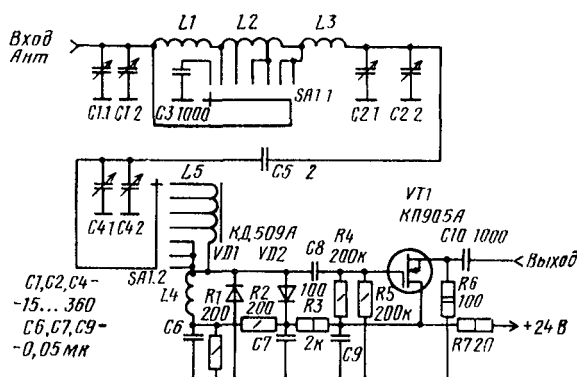 Вход
Ант
L1
L2
L3
C1.1
C1.2
C3 1000
SA1.1
C2.1
C2.2
C5 2
C4.1
C4.2
L5
SA1.2
L4
КД509А
VD1
VD2
C8
100
R4
200к
VT1
КП905А
C10 1000
Выход
R1
200
R2
200
R3
2к
R5
200к
R6
100
R7 20
+24 В
C6
C7
C9
C1, C2, C4 -
-15... 360
C6, C7, C9 -
-0,05 мк